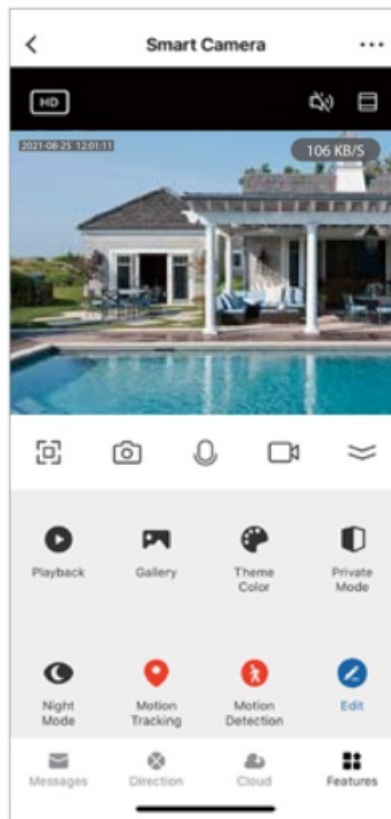 Smart Camera
HD
2021-08-25 12:01:11
106 KB/S
Playback
Gallery
Theme
Color
Private
Mode
Night
Mode
Motion
Tracking
Motion
Detection
Edit
Messages
Direction
Cloud
Features